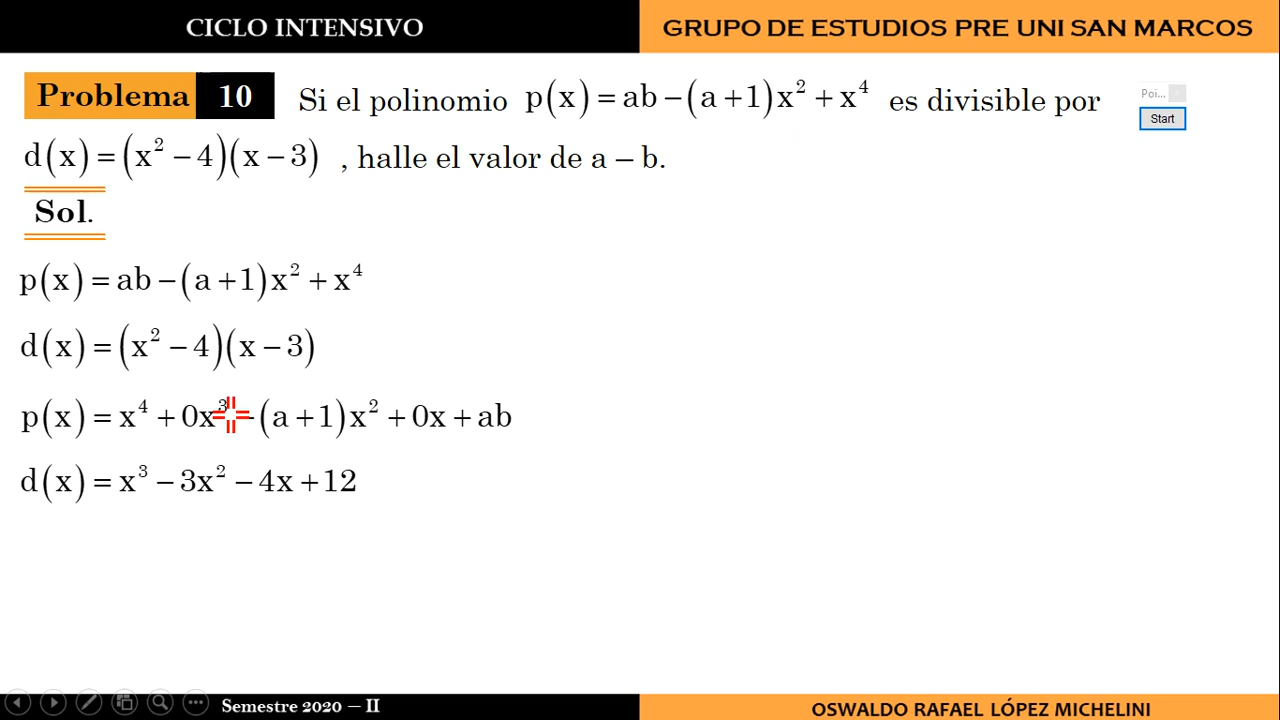 CICLO INTENSIVO
GRUPO DE ESTUDIOS PRE UNI SAN MARCOS
Problema 10 Si el polinomio p(x) = ab − (a + 1)x² + x⁴ es divisible por
d(x) = (x² − 4)(x − 3) , halle el valor de a – b.
Poi...
Start
Sol.
p(x) = ab − (a + 1)x² + x⁴
d(x) = (x² − 4)(x − 3)
p(x) = x⁴ + 0x³ − (a + 1)x² + 0x + ab
d(x) = x³ − 3x² − 4x + 12
Semestre 2020 – II
OSWALDO RAFAEL LÓPEZ MICHELINI